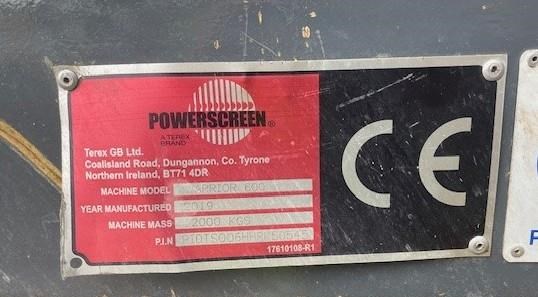 POWERSCREEN®
A TEREX
BRAND
Terex GB Ltd.
Coalisland Road, Dungannon, Co. Tyrone
Northern Ireland, BT71 4DR
MACHINE MODEL 600
YEAR MANUFACTURED 2019
MACHINE MASS 2000 KGS
P.I.N
17610108-R1
CE